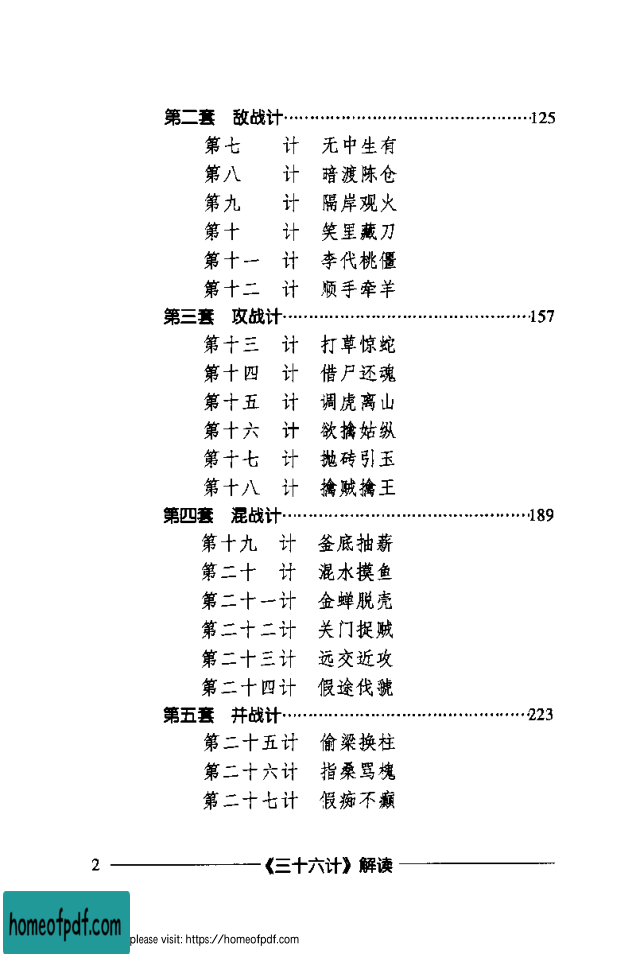 第二套 敌战计……………………………………125
第七 计 无中生有
第八 计 暗渡陈仓
第九 计 隔岸观火
第十 计 笑里藏刀
第十一 计 李代桃僵
第十二 计 顺手牵羊
第三套 攻战计……………………………………157
第十三 计 打草惊蛇
第十四 计 借尸还魂
第十五 计 调虎离山
第十六 计 欲擒姑纵
第十七 计 抛砖引玉
第十八 计 擒贼擒王
第四套 混战计……………………………………189
第十九 计 釜底抽薪
第二十 计 混水摸鱼
第二十一计 金蝉脱壳
第二十二计 关门捉贼
第二十三计 远交近攻
第二十四计 假途伐虢
第五套 并战计……………………………………223
第二十五计 偷梁换柱
第二十六计 指桑骂槐
第二十七计 假痴不癫
2 《三十六计》解读
homeofpdf.com
please visit: https://homeofpdf.com